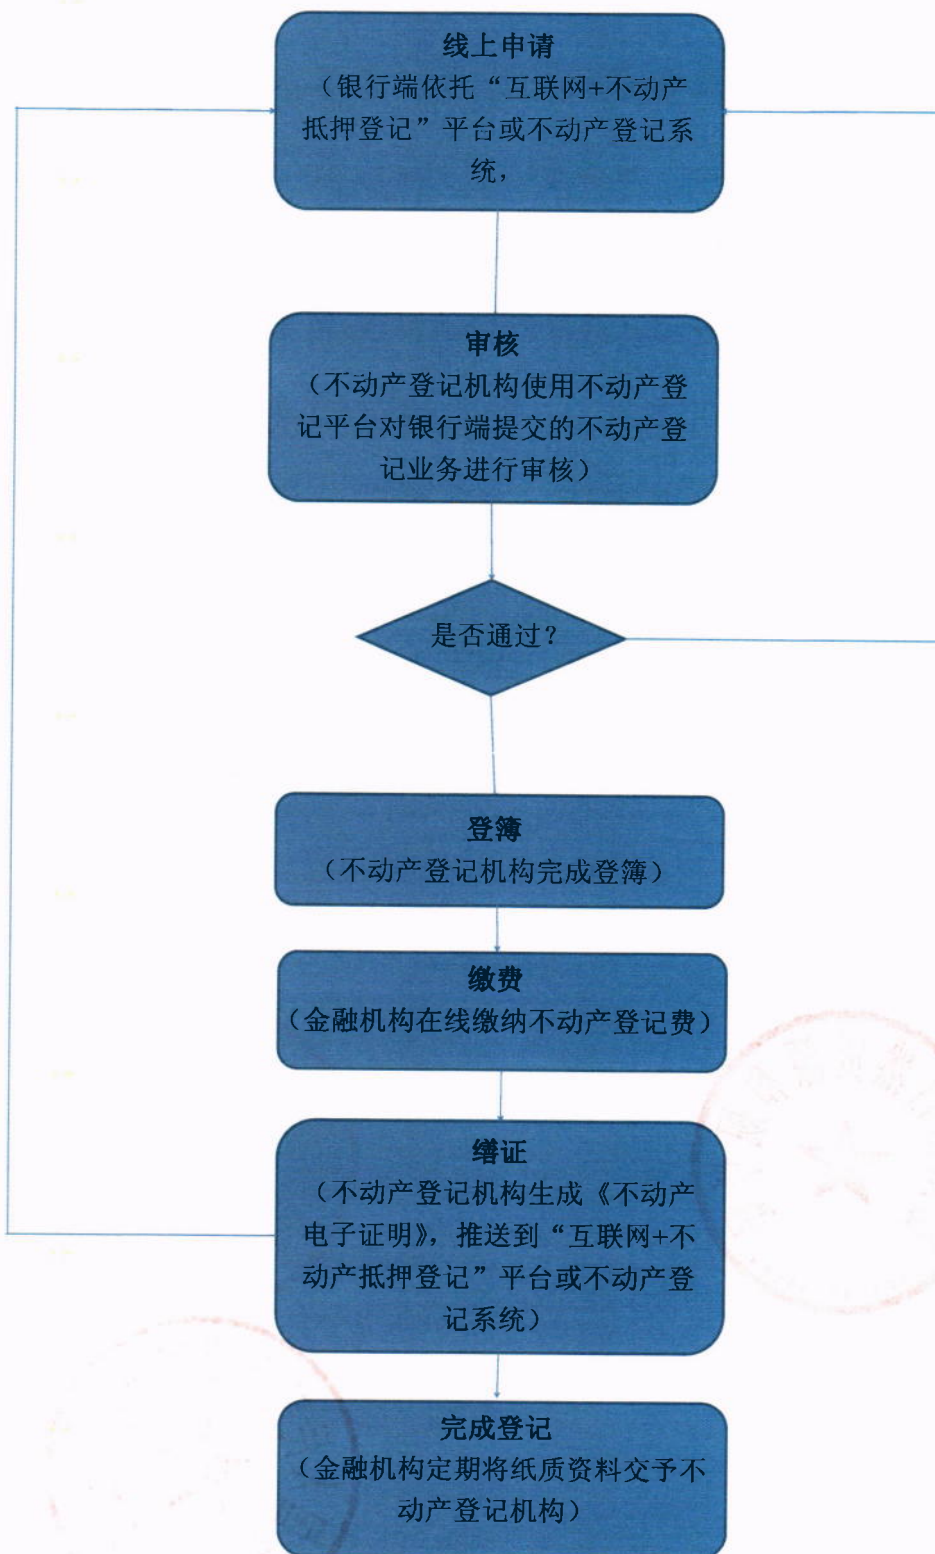 线上申请
（银行端依托“互联网+不动产
抵押登记”平台或不动产登记系
统，
审核
（不动产登记机构使用不动产登
记平台对银行端提交的不动产登
记业务进行审核）
是否通过？
登簿
（不动产登记机构完成登簿）
缴费
（金融机构在线缴纳不动产登记费）
缮证
（不动产登记机构生成《不动产
电子证明》，推送到“互联网+不
动产抵押登记”平台或不动产登
记系统）
完成登记
（金融机构定期将纸质资料交予不
动产登记机构）